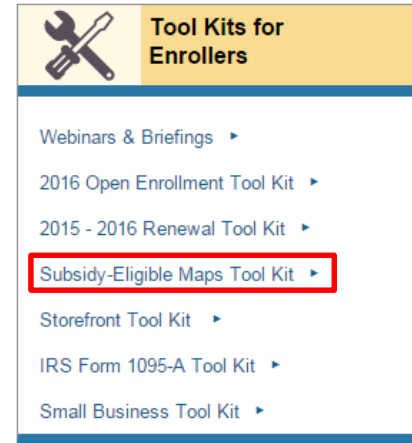 Tool Kits for
Enrollers
Webinars & Briefings ►
2016 Open Enrollment Tool Kit ►
2015 - 2016 Renewal Tool Kit ►
Subsidy-Eligible Maps Tool Kit ►
Storefront Tool Kit ►
IRS Form 1095-A Tool Kit ►
Small Business Tool Kit ►